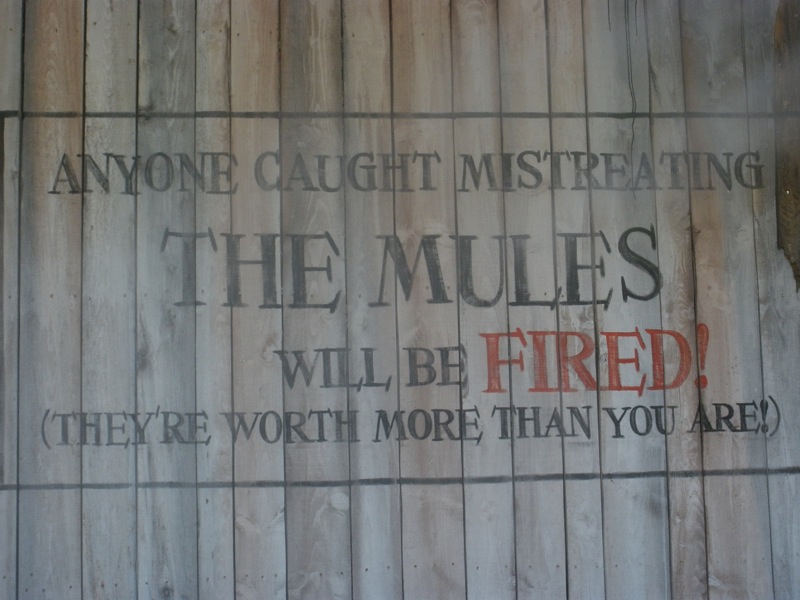 ANYONE CAUGHT MISTREATING
THE MULES
WILL BE FIRED!
(THEY'RE WORTH MORE THAN YOU ARE!)